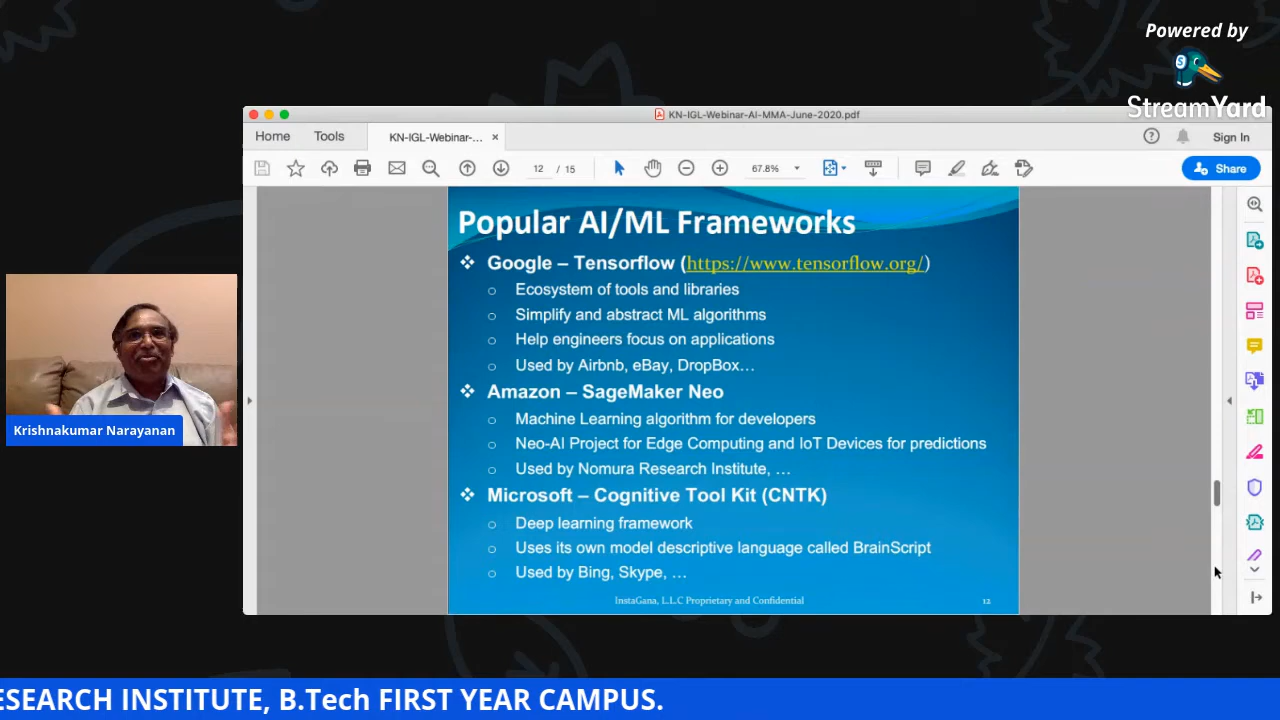 Powered by
StreamYard
KN-IGL-Webinar-AI-MMA-June-2020.pdf
Home
Tools
KN-IGL-Webinar-...
Sign In
12 / 15
67.8%
Share
Popular AI/ML Frameworks
Google – Tensorflow (https://www.tensorflow.org/)
Ecosystem of tools and libraries
Simplify and abstract ML algorithms
Help engineers focus on applications
Used by Airbnb, eBay, DropBox…
Amazon – SageMaker Neo
Machine Learning algorithm for developers
Neo-AI Project for Edge Computing and IoT Devices for predictions
Used by Nomura Research Institute, …
Microsoft – Cognitive Tool Kit (CNTK)
Deep learning framework
Uses its own model descriptive language called BrainScript
Used by Bing, Skype, …
InstaGana, L.L.C Proprietary and Confidential
12
Krishnakumar Narayanan
ESEARCH INSTITUTE, B.Tech FIRST YEAR CAMPUS.